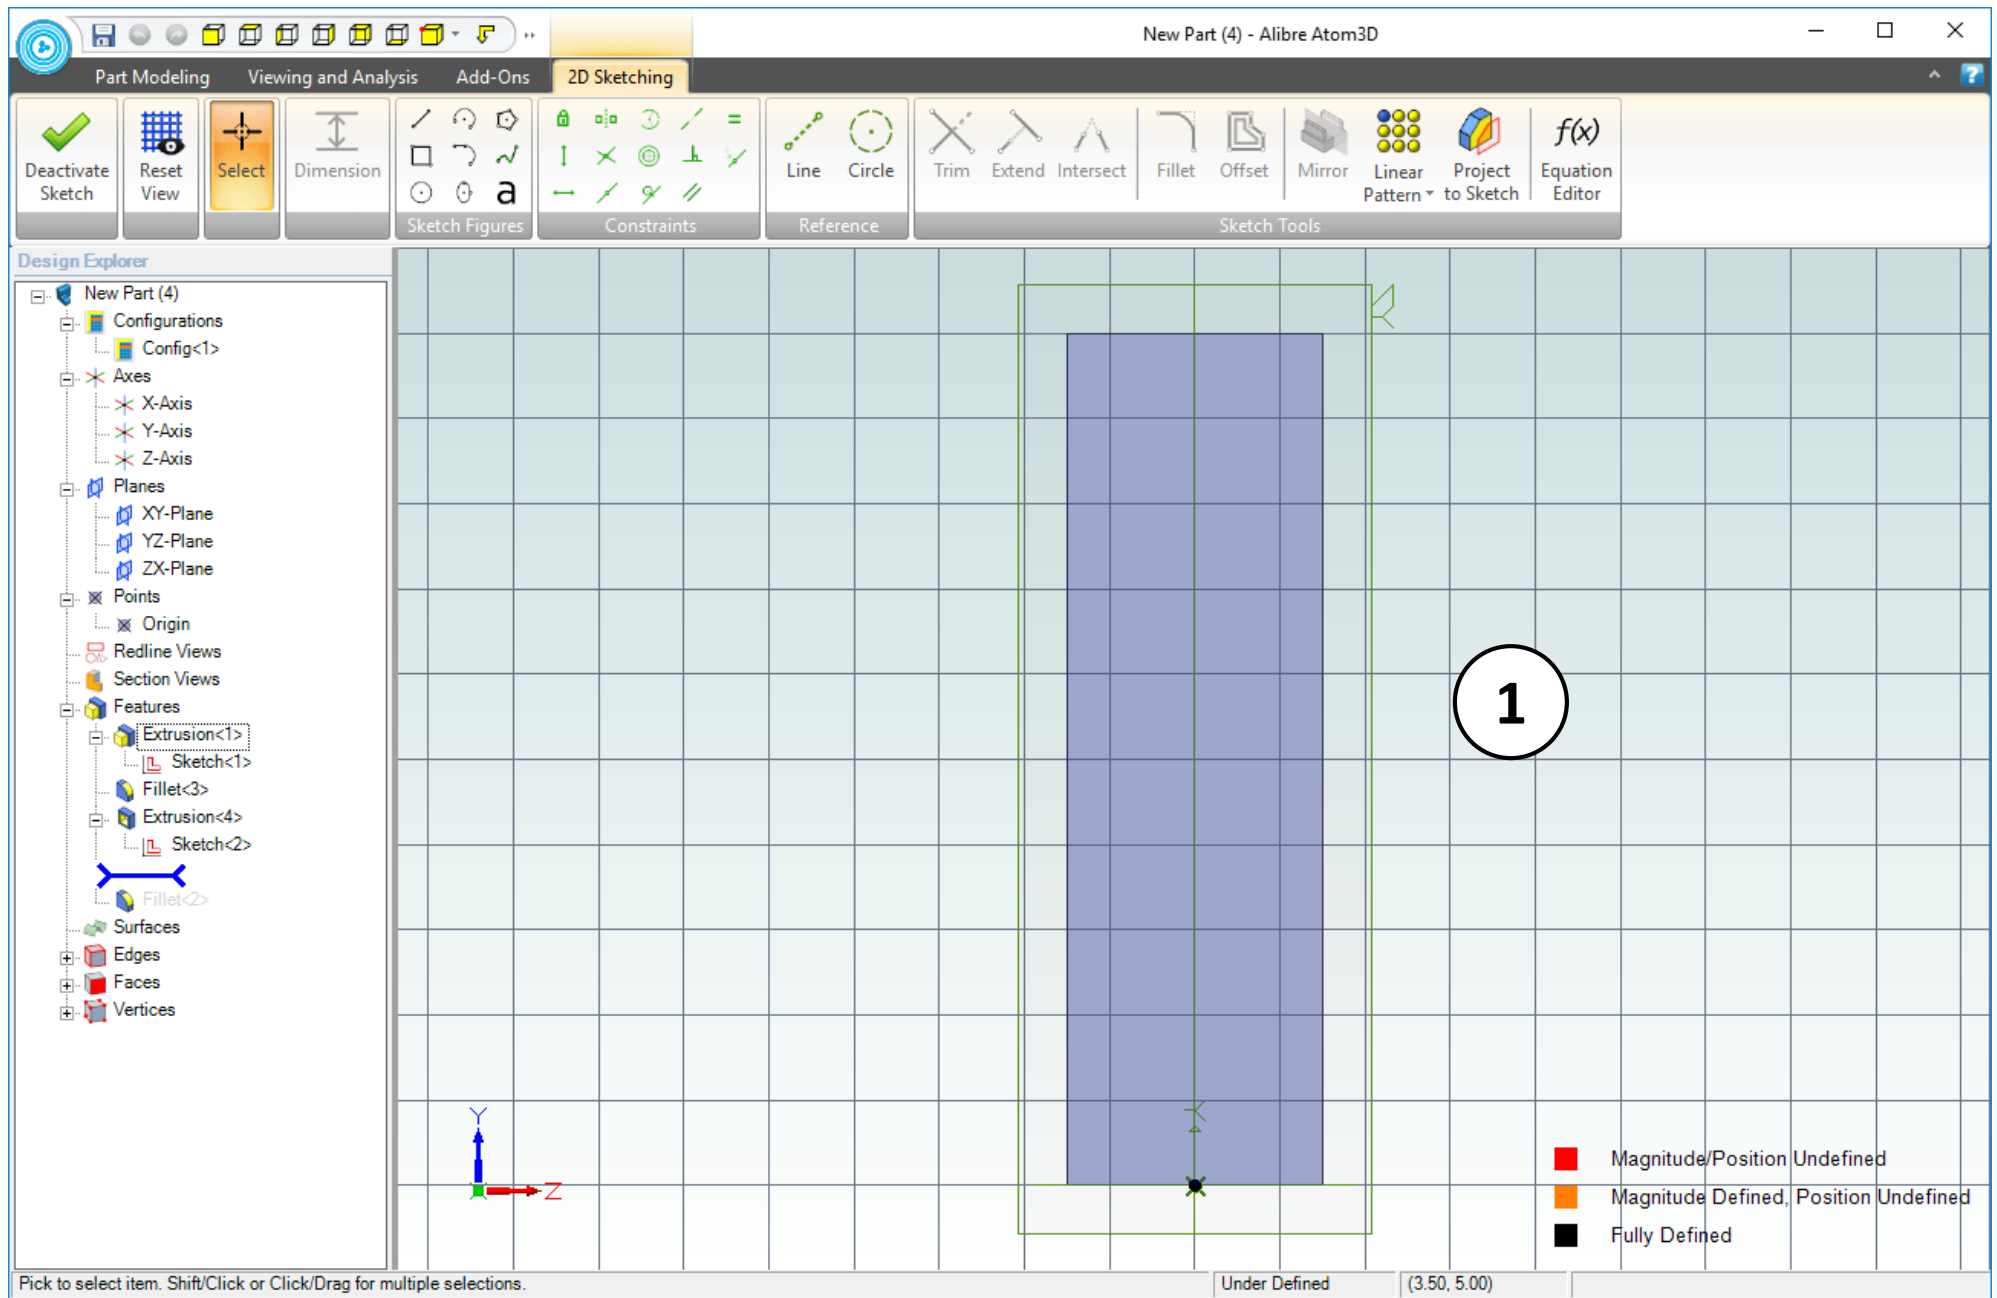 New Part (4) - Alibre Atom3D
Part Modeling Viewing and Analysis Add-Ons 2D Sketching
Deactivate Sketch
Reset View
Select
Dimension
a
Sketch Figures
Constraints
Line Circle
Reference
Trim Extend Intersect Fillet Offset Mirror Linear Pattern Project to Sketch
f(x)
Equation Editor
Sketch Tools
Design Explorer
New Part (4)
Configurations
Config<1>
Axes
X-Axis
Y-Axis
Z-Axis
Planes
XY-Plane
YZ-Plane
ZX-Plane
Points
Origin
Redline Views
Section Views
Features
Extrusion<1>
Sketch<1>
Fillet<3>
Extrusion<4>
Sketch<2>
Fillet<2>
Surfaces
Edges
Faces
Vertices
1
Y
Z
Magnitude/Position Undefined
Magnitude Defined, Position Undefined
Fully Defined
Pick to select item. Shift/Click or Click/Drag for multiple selections.
Under Defined
(3.50, 5.00)